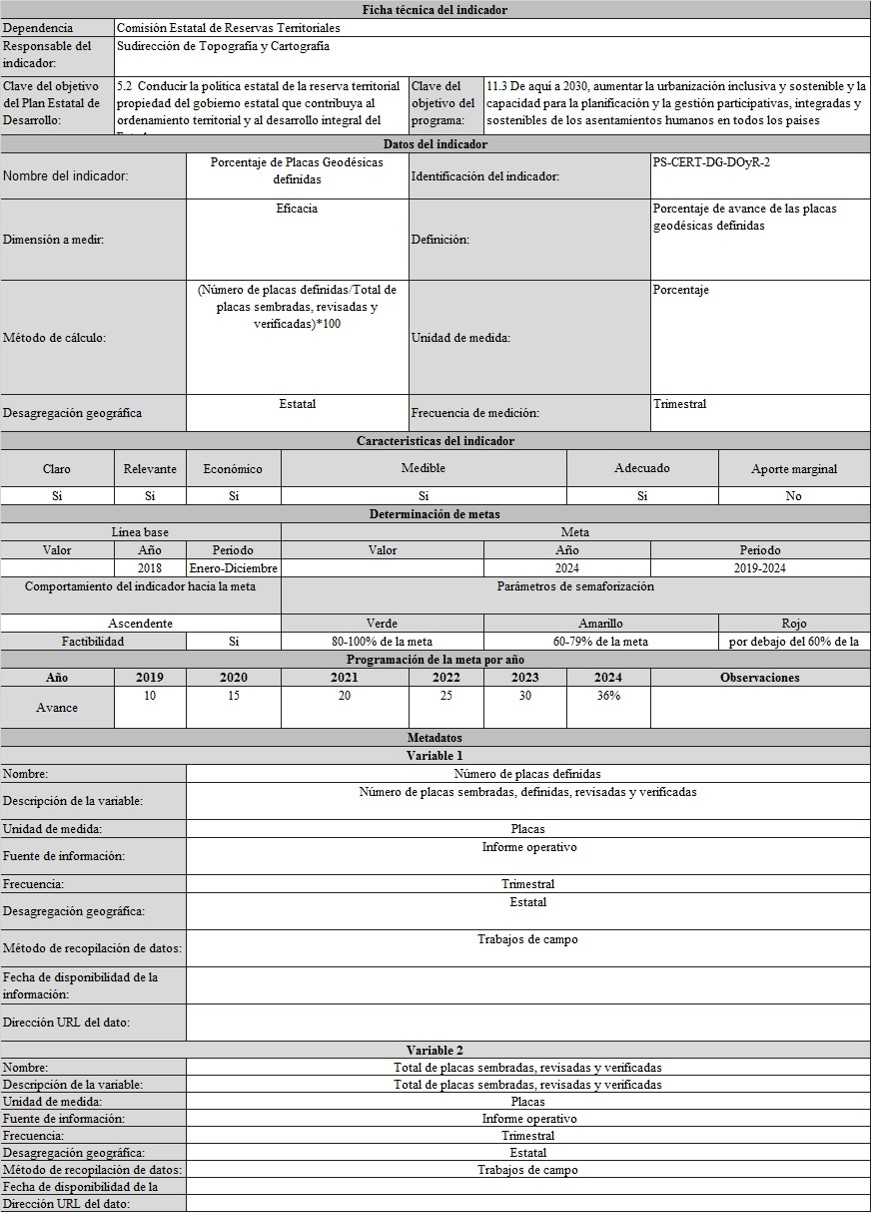 Ficha técnica del indicador
Dependencia
Comisión Estatal de Reservas Territoriales
Responsable del
indicador:
Sudirección de Topografía y Cartografía
Clave del objetivo
del Plan Estatal de
Desarrollo:
5.2 Conducir la política estatal de la reserva territorial
propiedad del gobierno estatal que contribuya al
ordenamiento territorial y al desarrollo integral del
Clave del
objetivo del
programa:
11.3 De aquí a 2030, aumentar la urbanización inclusiva y sostenible y la
capacidad para la planificación y la gestión participativas, integradas y
sostenibles de los asentamientos humanos en todos los países
Datos del indicador
Nombre del indicador:
Porcentaje de Placas Geodésicas
definidas
Identificación del indicador:
PS-CERT-DG-DOyR-2
Dimensión a medir:
Eficacia
Definición:
Porcentaje de avance de las placas
geodésicas definidas
Método de cálculo:
(Número de placas definidas/Total de
placas sembradas, revisadas y
verificadas)*100
Unidad de medida:
Porcentaje
Desagregación geográfica
Estatal
Frecuencia de medición:
Trimestral
Caracteristicas del indicador
Claro Relevante Económico Medible Adecuado Aporte marginal
Si Si Si Si Si No
Determinación de metas
Línea base Meta
Valor Año Periodo Valor Año Periodo
2018 Enero-Diciembre 2024 2019-2024
Comportamiento del indicador hacia la meta Parámetros de semaforización
Ascendente Verde Amarillo Rojo
Factibilidad Si 80-100% de la meta 60-79% de la meta por debajo del 60% de la
Programación de la meta por año
Año 2019 2020 2021 2022 2023 2024 Observaciones
Avance 10 15 20 25 30 36%
Metadatos
Variable 1
Nombre: Número de placas definidas
Descripción de la variable: Número de placas sembradas, definidas, revisadas y verificadas
Unidad de medida: Placas
Fuente de información: Informe operativo
Frecuencia: Trimestral
Desagregación geográfica: Estatal
Método de recopilación de datos: Trabajos de campo
Fecha de disponibilidad de la
información:
Dirección URL del dato:
Variable 2
Nombre: Total de placas sembradas, revisadas y verificadas
Descripción de la variable: Total de placas sembradas, revisadas y verificadas
Unidad de medida: Placas
Fuente de información: Informe operativo
Frecuencia: Trimestral
Desagregación geográfica: Estatal
Método de recopilación de datos: Trabajos de campo
Fecha de disponibilidad de la
Dirección URL del dato: